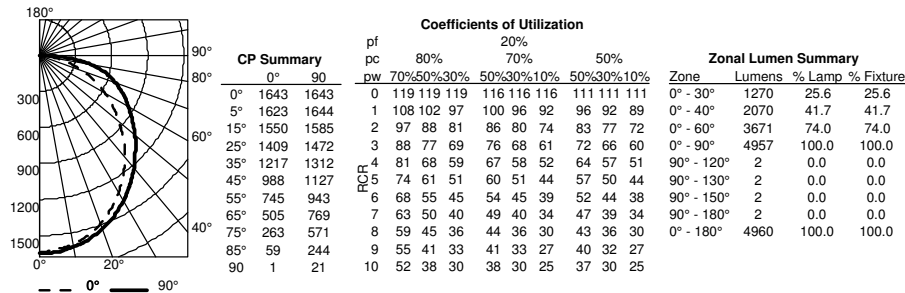 180°
90°
80°
300
600
60°
900
1200
40°
1500
0° 20°
0° 90°
CP Summary
0° 90
0° 1643 1643
5° 1623 1644
15° 1550 1585
25° 1409 1472
35° 1217 1312
45° 988 1127
55° 745 943
65° 505 769
75° 263 571
85° 59 244
90 1 21
Coefficients of Utilization
pf 20%
pc 80% 70% 50%
pw 70%50%30% 50%30%10% 50%30%10%
RCR
0 119 119 119 116 116 116 111 111 111
1 108 102 97 100 96 92 96 92 89
2 97 88 81 86 80 74 83 77 72
3 88 77 69 76 68 61 72 66 60
4 81 68 59 67 58 52 64 57 51
5 74 61 51 60 51 44 57 50 44
6 68 55 45 54 45 39 52 44 38
7 63 50 40 49 40 34 47 39 34
8 59 45 36 44 36 30 43 36 30
9 55 41 33 41 33 27 40 32 27
10 52 38 30 38 30 25 37 30 25
Zonal Lumen Summary
Zone Lumens % Lamp % Fixture
0° - 30° 1270 25.6 25.6
0° - 40° 2070 41.7 41.7
0° - 60° 3671 74.0 74.0
0° - 90° 4957 100.0 100.0
90° - 120° 2 0.0 0.0
90° - 130° 2 0.0 0.0
90° - 150° 2 0.0 0.0
90° - 180° 2 0.0 0.0
0° - 180° 4960 100.0 100.0